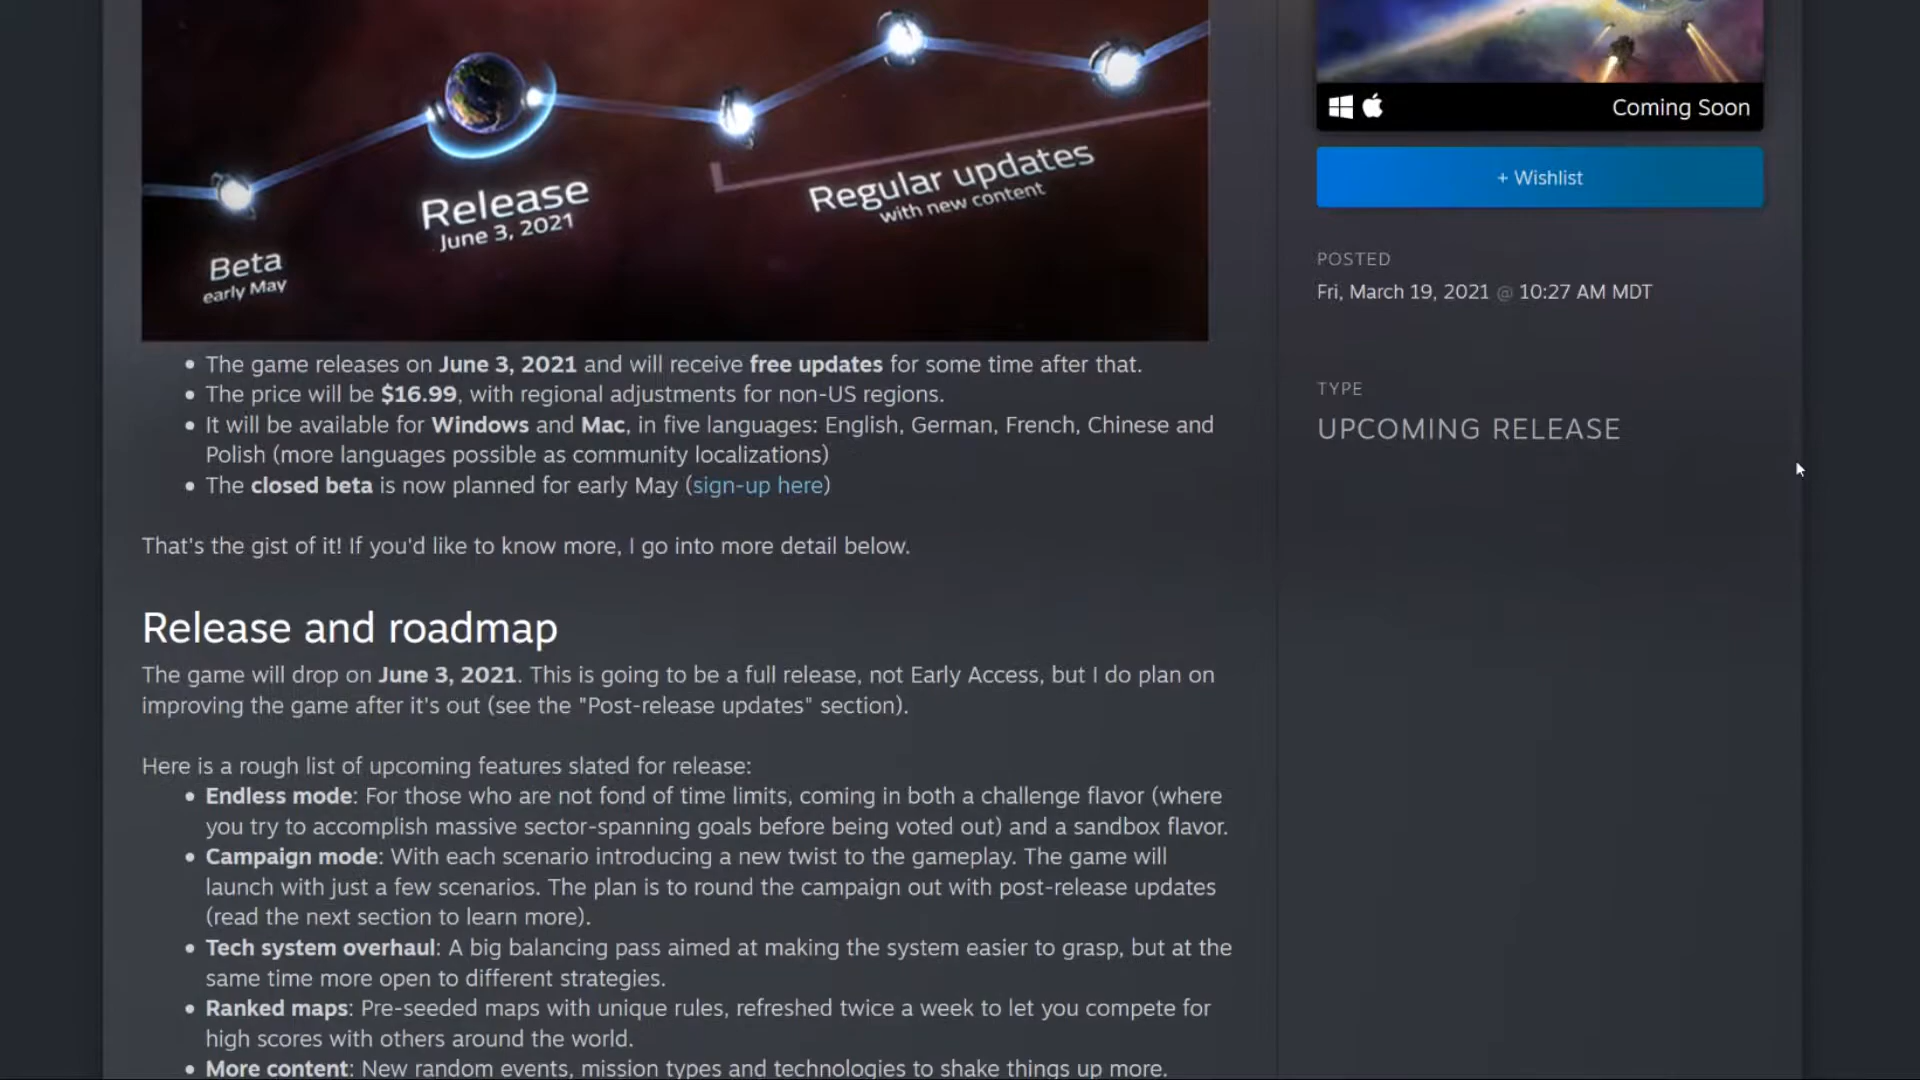 Beta
early May
Release
June 3, 2021
Regular updates
with new content
• The game releases on June 3, 2021 and will receive free updates for some time after that.
• The price will be $16.99, with regional adjustments for non-US regions.
• It will be available for Windows and Mac, in five languages: English, German, French, Chinese and
Polish (more languages possible as community localizations)
• The closed beta is now planned for early May (sign-up here)
That's the gist of it! If you'd like to know more, I go into more detail below.
Release and roadmap
The game will drop on June 3, 2021. This is going to be a full release, not Early Access, but I do plan on
improving the game after it's out (see the "Post-release updates" section).
Here is a rough list of upcoming features slated for release:
• Endless mode: For those who are not fond of time limits, coming in both a challenge flavor (where
you try to accomplish massive sector-spanning goals before being voted out) and a sandbox flavor.
• Campaign mode: With each scenario introducing a new twist to the gameplay. The game will
launch with just a few scenarios. The plan is to round the campaign out with post-release updates
(read the next section to learn more).
• Tech system overhaul: A big balancing pass aimed at making the system easier to grasp, but at the
same time more open to different strategies.
• Ranked maps: Pre-seeded maps with unique rules, refreshed twice a week to let you compete for
high scores with others around the world.
• More content: New random events, mission types and technologies to shake things up more.
Coming Soon
+ Wishlist
POSTED
Fri, March 19, 2021 @ 10:27 AM MDT
TYPE
UPCOMING RELEASE